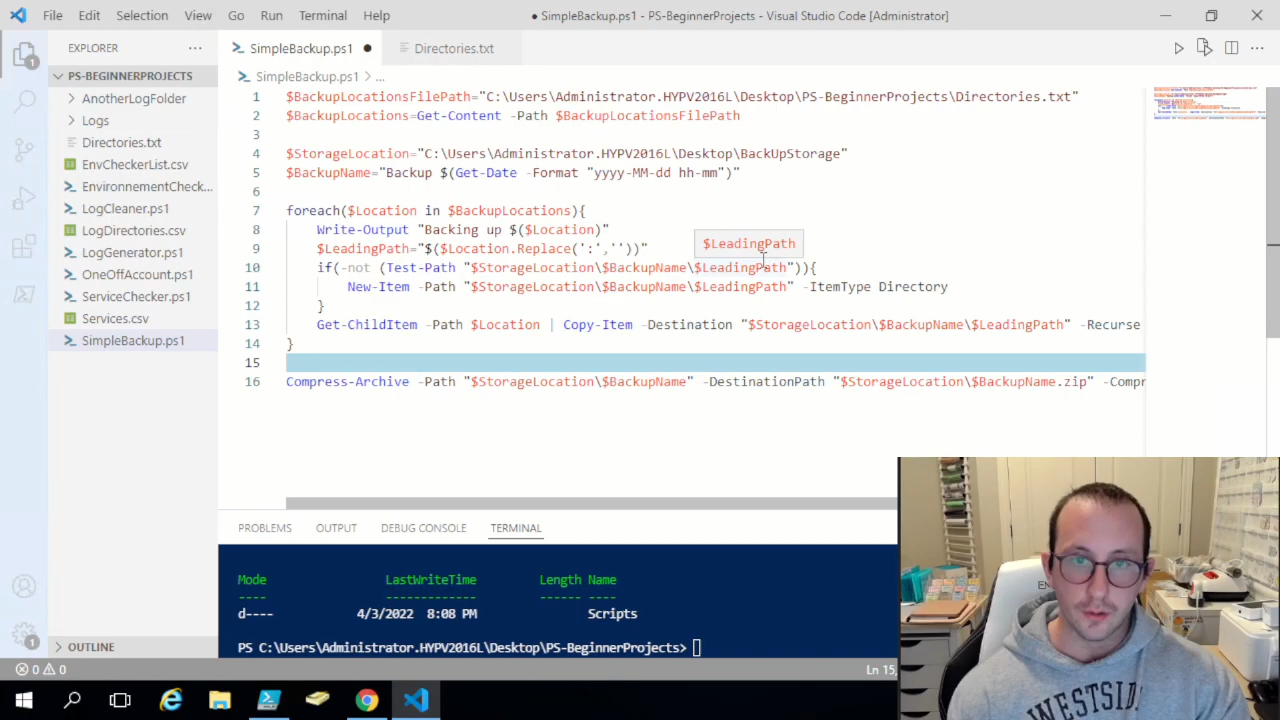 File Edit Selection View Go Run Terminal Help
● SimpleBackup.ps1 - PS-BeginnerProjects - Visual Studio Code [Administrator]
EXPLORER
SimpleBackup.ps1 ●
Directories.txt
PS-BEGINNERPROJECTS
AnotherLogFolder
Logs
Directories.txt
EnvCheckerList.csv
EnvironnementCheck...
LogCleaner.ps1
LogDirectories.csv
LogGenerator.ps1
OneOffAccount.ps1
ServiceChecker.ps1
Services.csv
SimpleBackup.ps1
OUTLINE
SimpleBackup.ps1 > ...
1 $BackupLocationsFilePath="C:\Users\Administrator.HYPV2016L\Desktop\PS-BeginnerProjects\Directories.txt"
2 $BackupLocations=Get-Content -Path $BackupLocationsFilePath
3
4 $StorageLocation="C:\Users\Administrator.HYPV2016L\Desktop\BackUpStorage"
5 $BackupName="Backup $(Get-Date -Format "yyyy-MM-dd hh-mm")"
6
7 foreach($Location in $BackupLocations){
8 Write-Output "Backing up $($Location)"
9 $LeadingPath="$($Location.Replace(':',''))"
$LeadingPath
10 if(-not (Test-Path "$StorageLocation\$BackupName\$LeadingPath")){
11 New-Item -Path "$StorageLocation\$BackupName\$LeadingPath" -ItemType Directory
12 }
13 Get-ChildItem -Path $Location | Copy-Item -Destination "$StorageLocation\$BackupName\$LeadingPath" -Recurse
14 }
15
16 Compress-Archive -Path "$StorageLocation\$BackupName" -DestinationPath "$StorageLocation\$BackupName.zip" -Compr
PROBLEMS OUTPUT DEBUG CONSOLE TERMINAL
Mode LastWriteTime Length Name
---- ------------- ------ ----
d---- 4/3/2022 8:08 PM Scripts
PS C:\Users\Administrator.HYPV2016L\Desktop\PS-BeginnerProjects>
0 0
Ln 15,
1
1
WESTSIDE